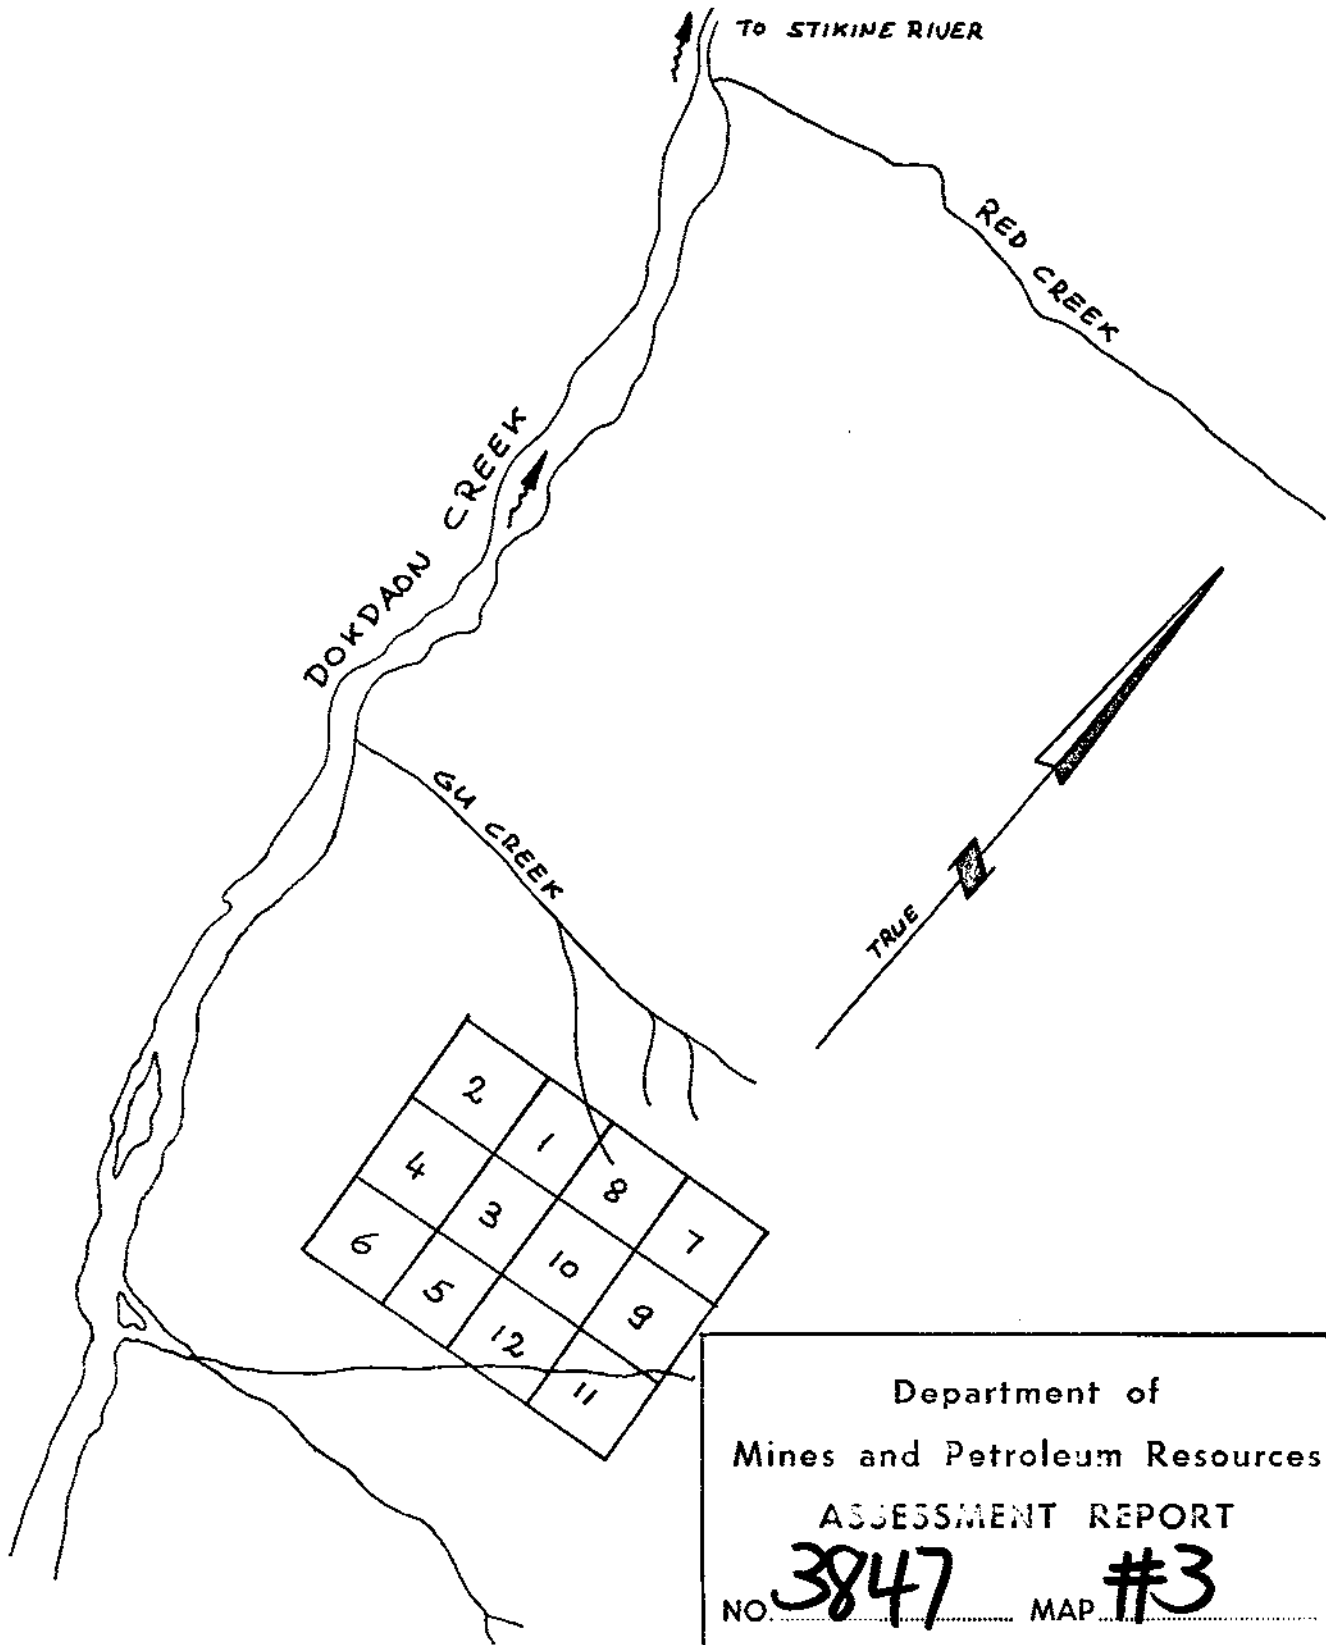 TO STIKINE RIVER
RED CREEK
DOKDAON CREEK
GU CREEK
TRUE
2
1
4
8
3
7
6
10
5
9
12
11
Department of
Mines and Petroleum Resources
ASSESSMENT REPORT
NO. 3847 MAP #3